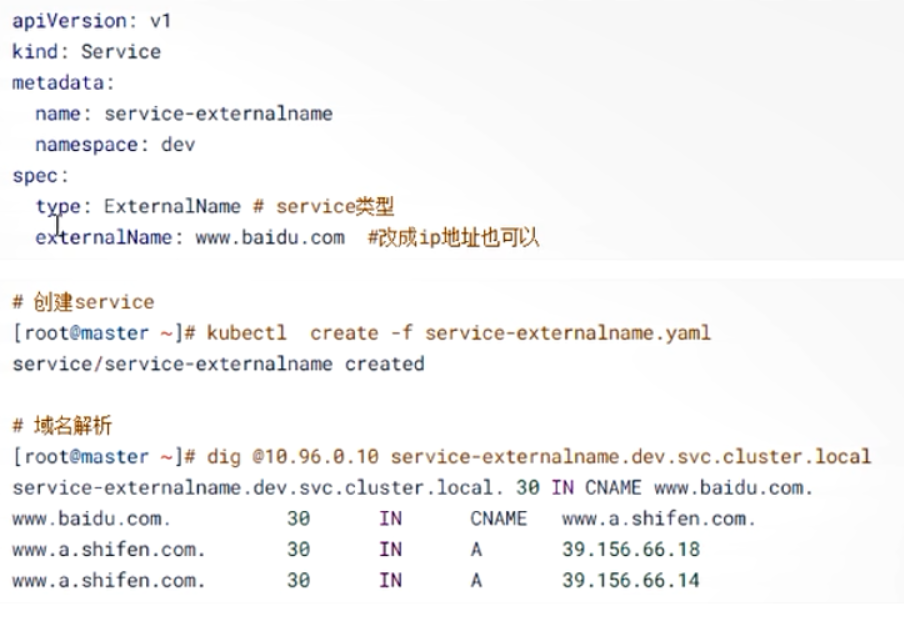 apiVersion: v1
kind: Service
metadata:
  name: service-externalname
  namespace: dev
spec:
  type: ExternalName # service类型
  externalName: www.baidu.com  #改成ip地址也可以
# 创建service
[root@master ~]# kubectl  create -f service-externalname.yaml
service/service-externalname created
# 域名解析
[root@master ~]# dig @10.96.0.10 service-externalname.dev.svc.cluster.local
service-externalname.dev.svc.cluster.local. 30 IN CNAME www.baidu.com.
www.baidu.com.          30      IN      CNAME   www.a.shifen.com.
www.a.shifen.com.       30      IN      A       39.156.66.18
www.a.shifen.com.       30      IN      A       39.156.66.14